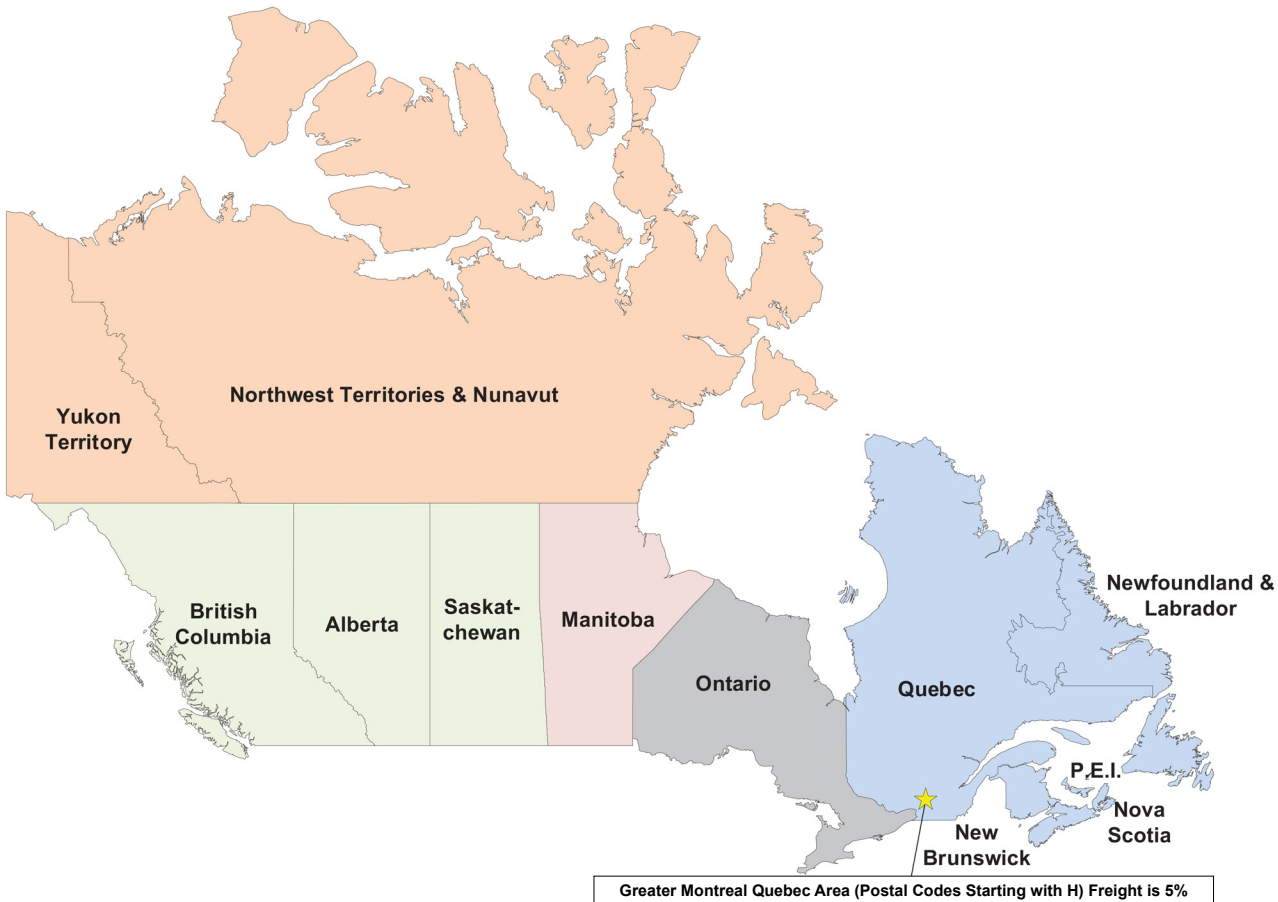 Northwest Territories & Nunavut
Yukon
Territory
British
Columbia
Alberta
Saskat-
chewan
Manitoba
Ontario
Quebec
Newfoundland &
Labrador
P.E.I.
Nova
Scotia
New
Brunswick
Greater Montreal Quebec Area (Postal Codes Starting with H) Freight is 5%